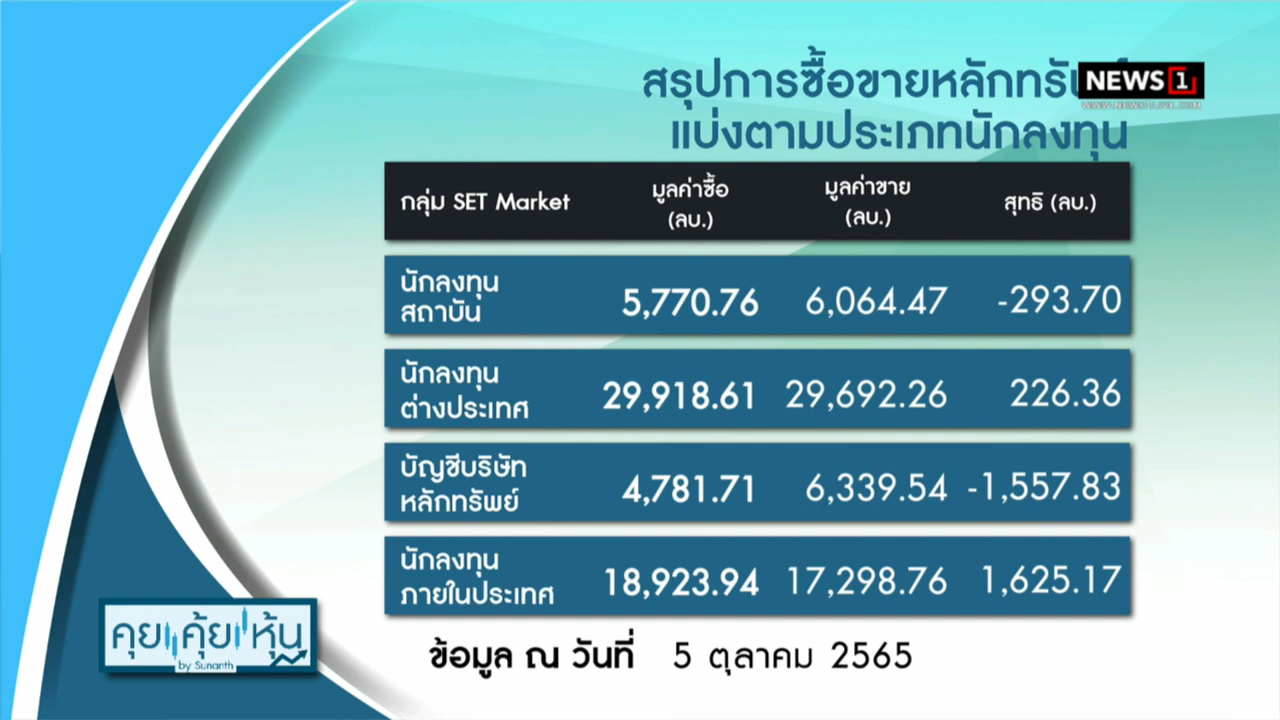 สรุปการซื้อขายหลักทรั
NEWS 1
แบ่งตามประเภทนักลงทุน
กลุ่ม SET Market มูลค่าซื้อ (ลบ.) มูลค่าขาย (ลบ.) สุทธิ (ลบ.)
นักลงทุน
สถาบัน
5,770.76 6,064.47 -293.70
นักลงทุน
ต่างประเทศ
29,918.61 29,692.26 226.36
บัญชีบริษัท
หลักทรัพย์
4,781.71 6,339.54 -1,557.83
นักลงทุน
ภายในประเทศ
18,923.94 17,298.76 1,625.17
ข้อมูล ณ วันที่ 5 ตุลาคม 2565
คุย คุ้ย หุ้น
by Sunanth